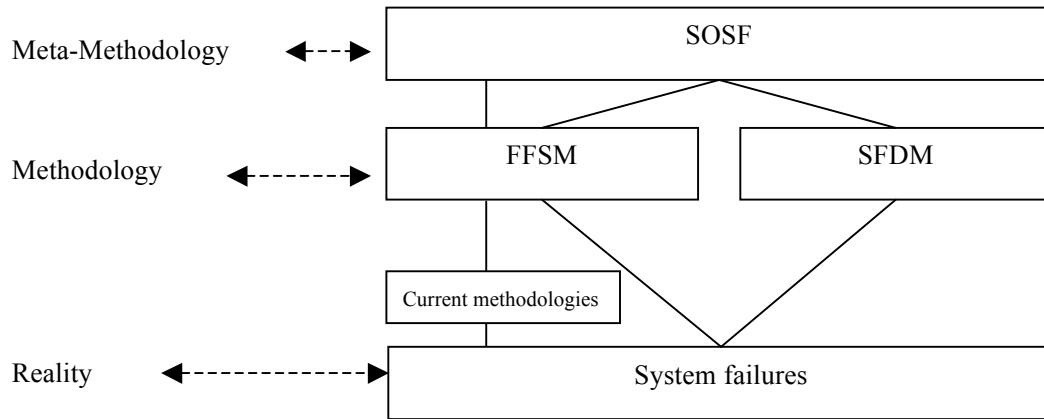 SOSF
Meta-Methodology
FFSM
SFDM
Methodology
Current methodologies
Reality
System failures